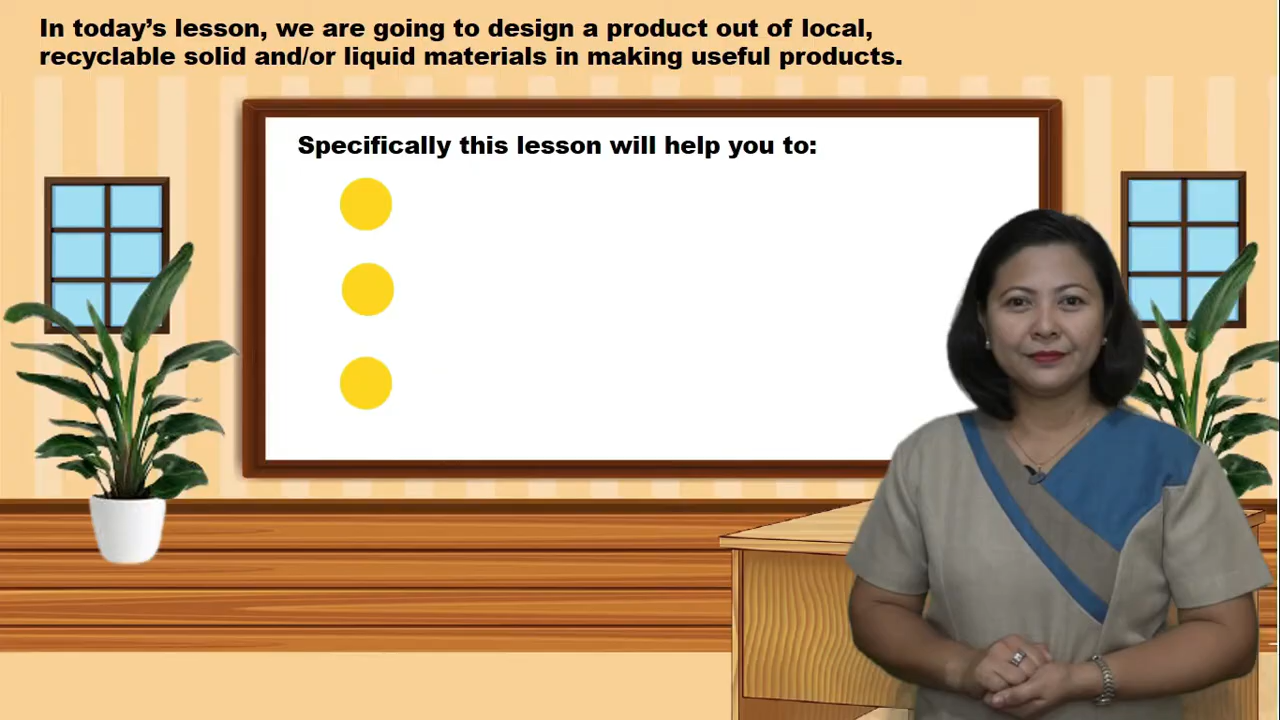 In today's lesson, we are going to design a product out of local,
recyclable solid and/or liquid materials in making useful products.
Specifically this lesson will help you to: